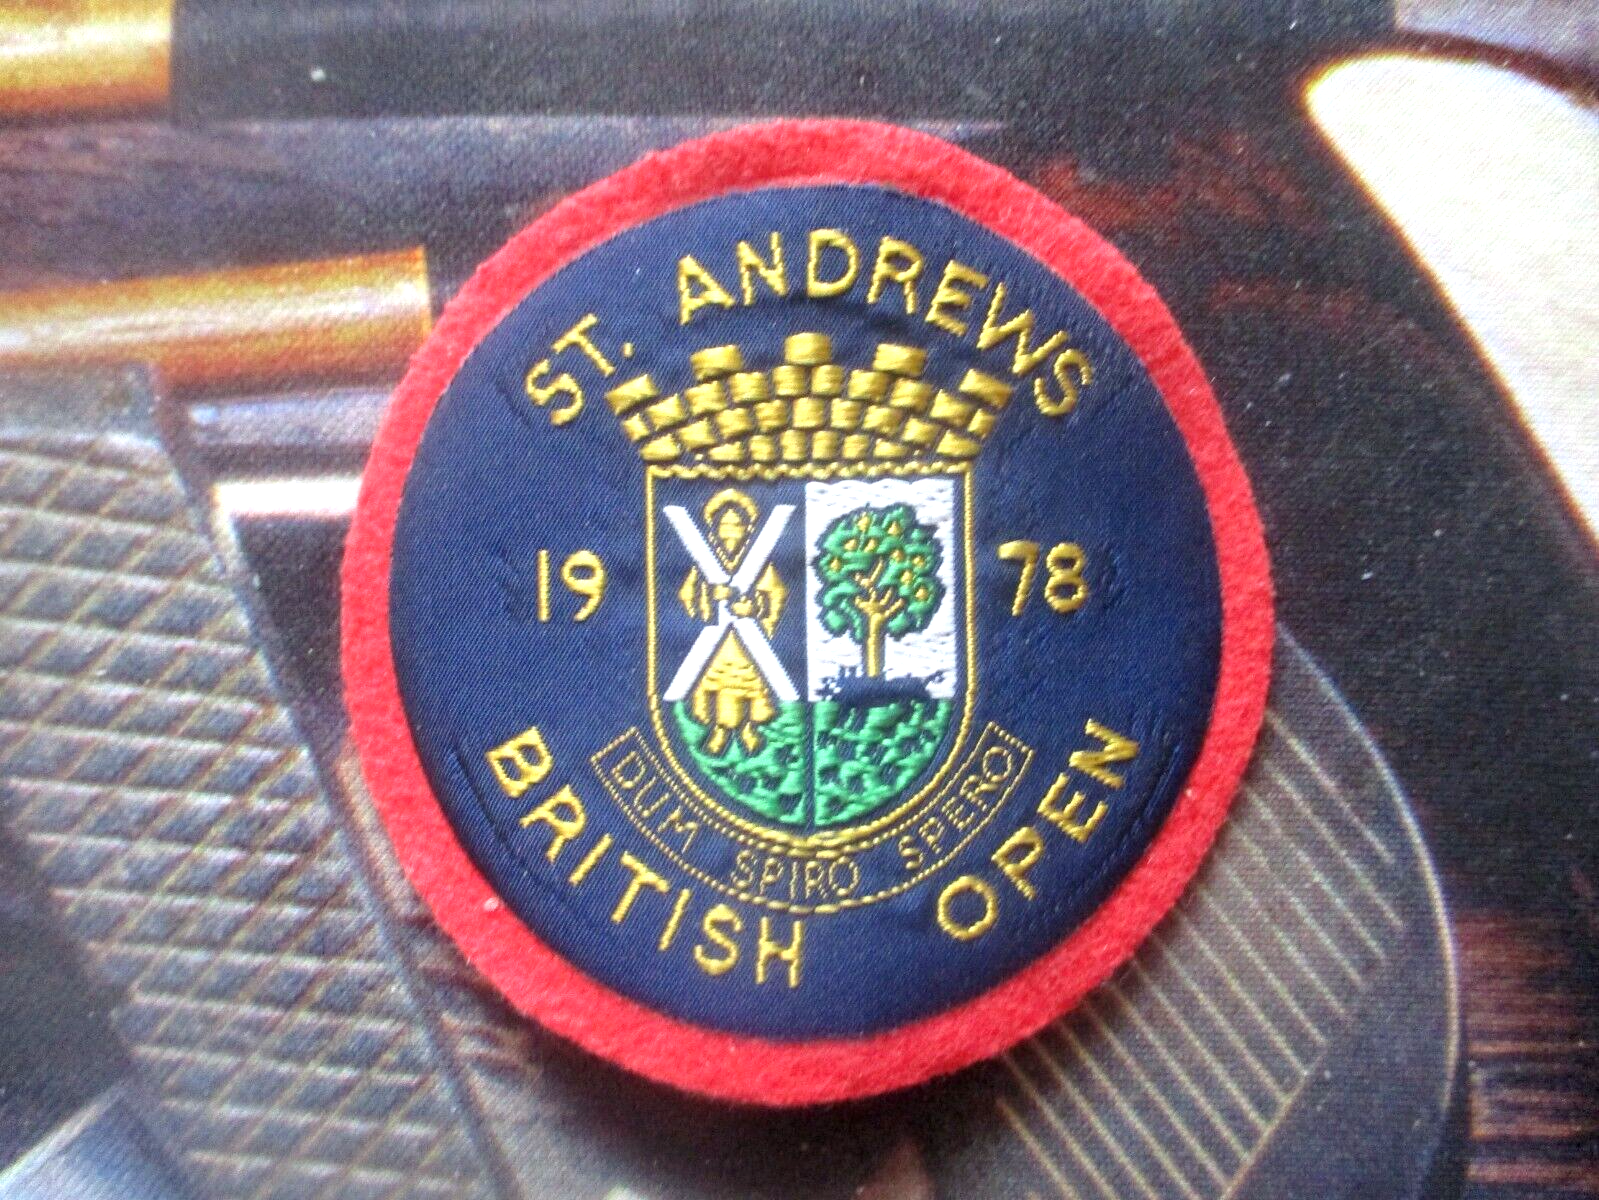 ST. ANDREWS
19 78
DUM SPIRO SPERO
BRITISH OPEN